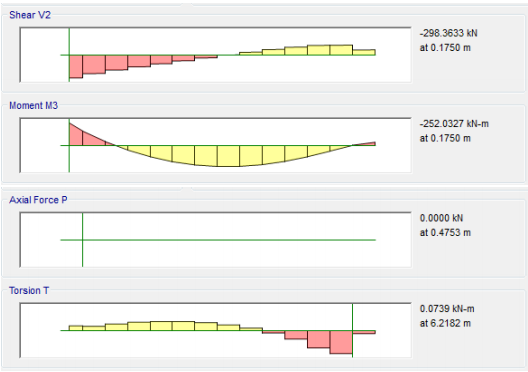 Shear V2
-298.3633 kN
at 0.1750 m
Moment M3
-252.0327 kN-m
at 0.1750 m
Axial Force P
0.0000 kN
at 0.4753 m
Torsion T
0.0739 kN-m
at 6.2182 m